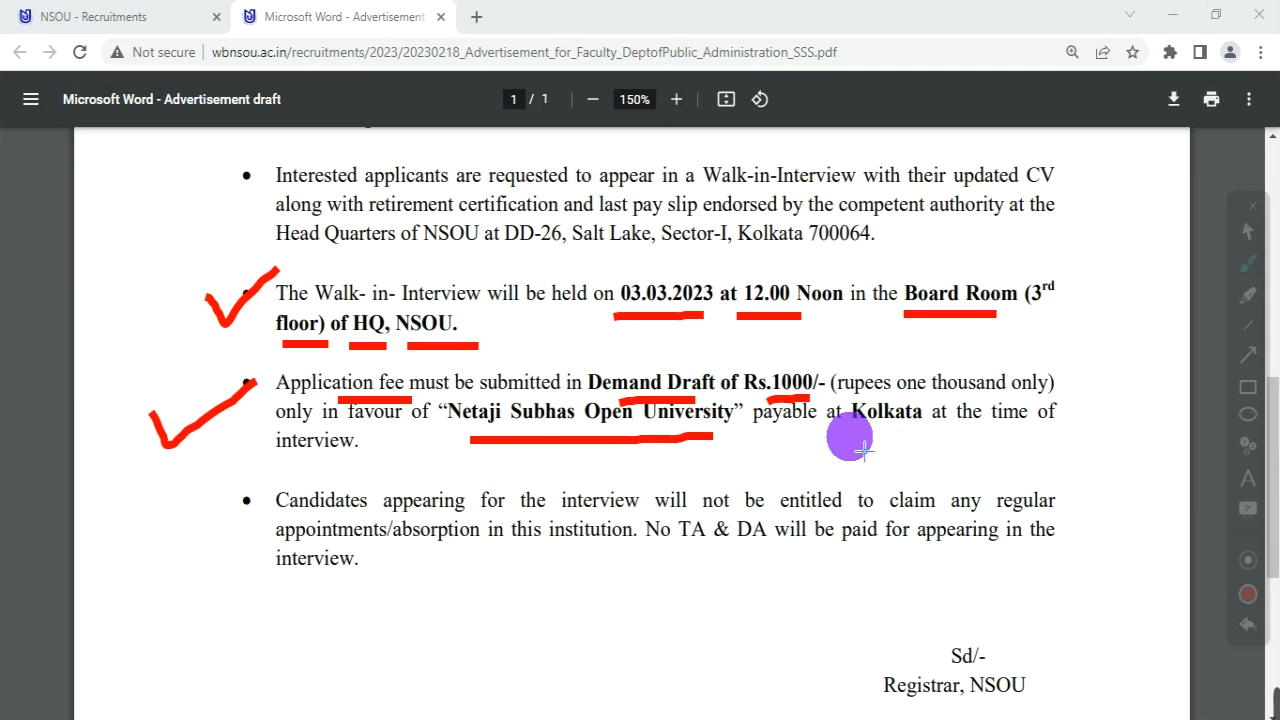 NSOU - Recruitments
Microsoft Word - Advertisement
Not secure
wbnsou.ac.in/recruitments/2023/20230218_Advertisement_for_Faculty_DeptofPublic_Administration_SSS.pdf
Microsoft Word - Advertisement draft
1 / 1
150%
Interested applicants are requested to appear in a Walk-in-Interview with their updated CV
along with retirement certification and last pay slip endorsed by the competent authority at the
Head Quarters of NSOU at DD-26, Salt Lake, Sector-I, Kolkata 700064.
The Walk- in- Interview will be held on 03.03.2023 at 12.00 Noon in the Board Room (3rd
floor) of HQ, NSOU.
Application fee must be submitted in Demand Draft of Rs.1000/- (rupees one thousand only)
only in favour of “Netaji Subhas Open University” payable at Kolkata at the time of
interview.
Candidates appearing for the interview will not be entitled to claim any regular
appointments/absorption in this institution. No TA & DA will be paid for appearing in the
interview.
Sd/-
Registrar, NSOU